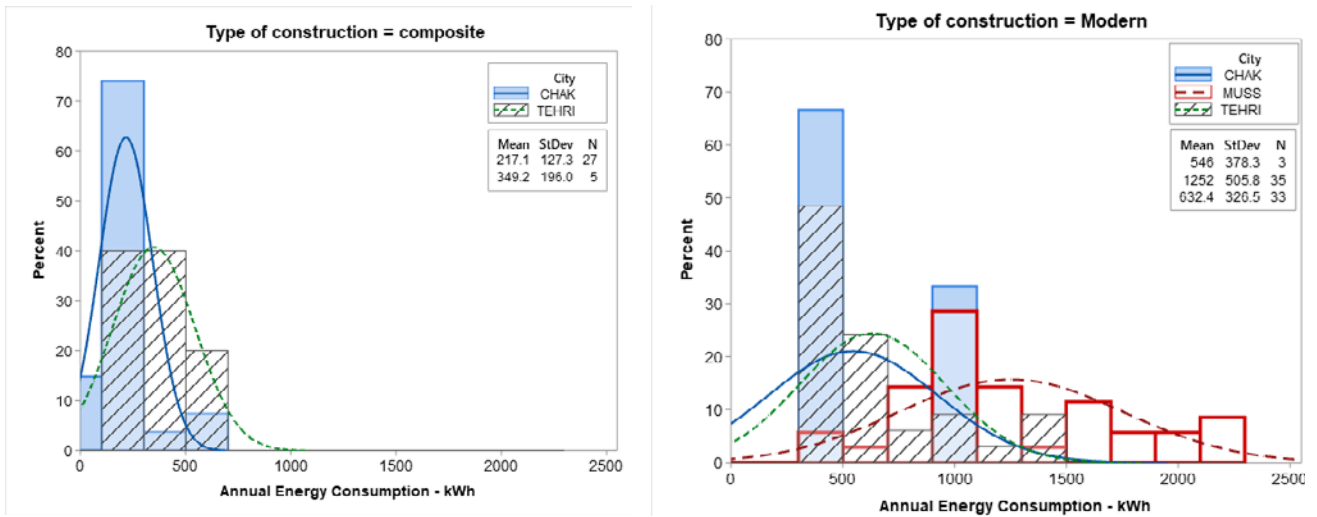 Type of construction = composite
80
70
60
50
40
30
20
10
0
Percent
0 500 1000 1500 2000 2500
Annual Energy Consumption - kWh
City
CHAK
TEHRI
Mean StDev N
217.1 127.3 27
349.2 196.0 5
Type of construction = Modern
80
70
60
50
40
30
20
10
0
Percent
0 500 1000 1500 2000 2500
Annual Energy Consumption - kWh
City
CHAK
MUSS
TEHRI
Mean StDev N
546 378.3 3
1252 505.8 35
632.4 326.5 33